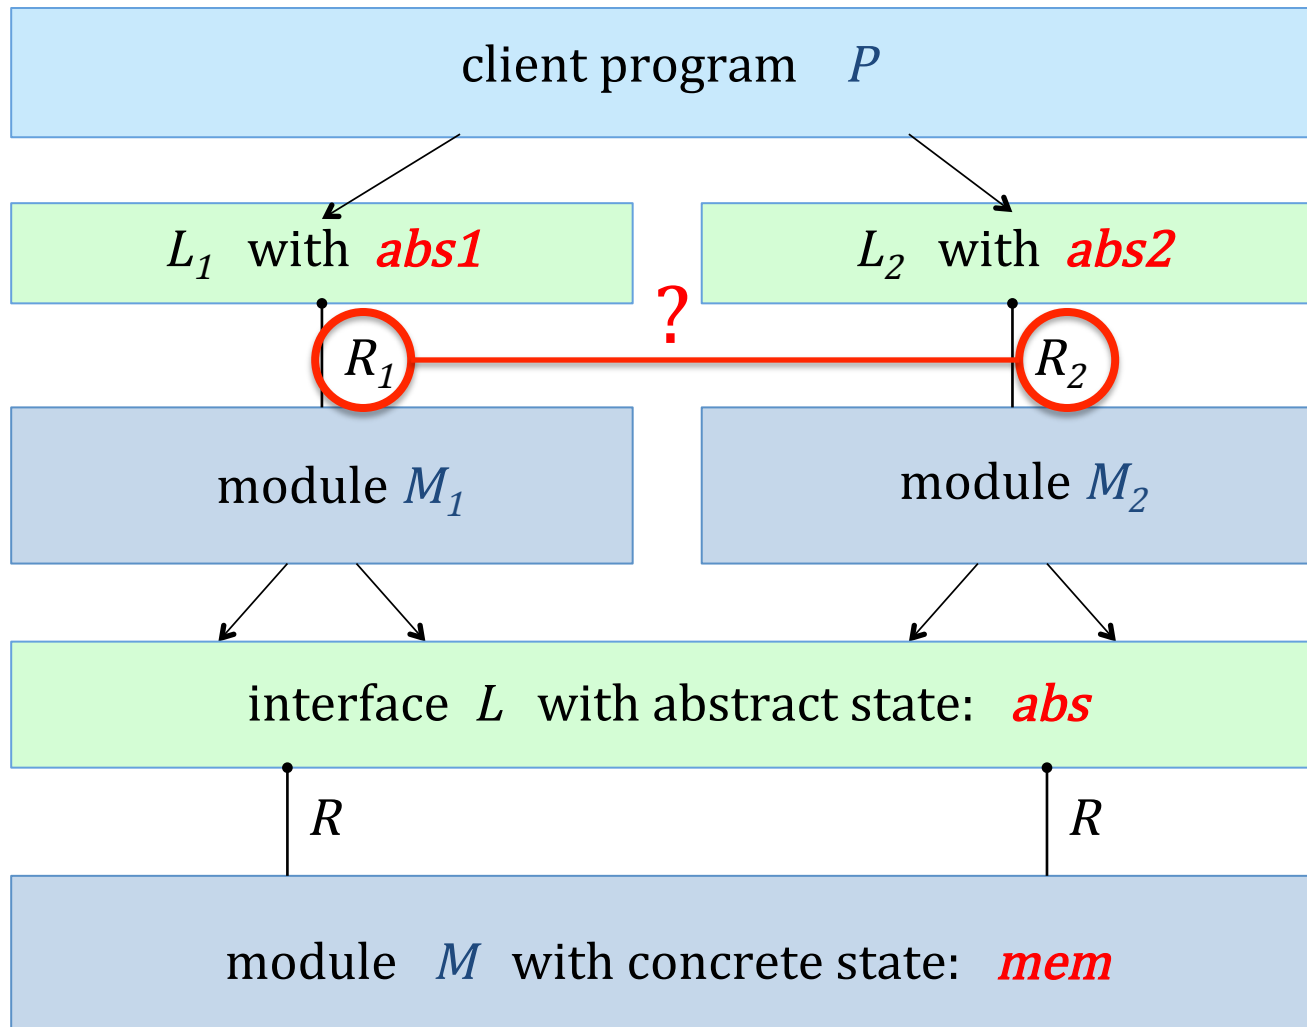 client program P
L₁ with abs1
L₂ with abs2
?
R₁
R₂
module M₁
module M₂
interface L with abstract state: abs
R
R
module M with concrete state: mem